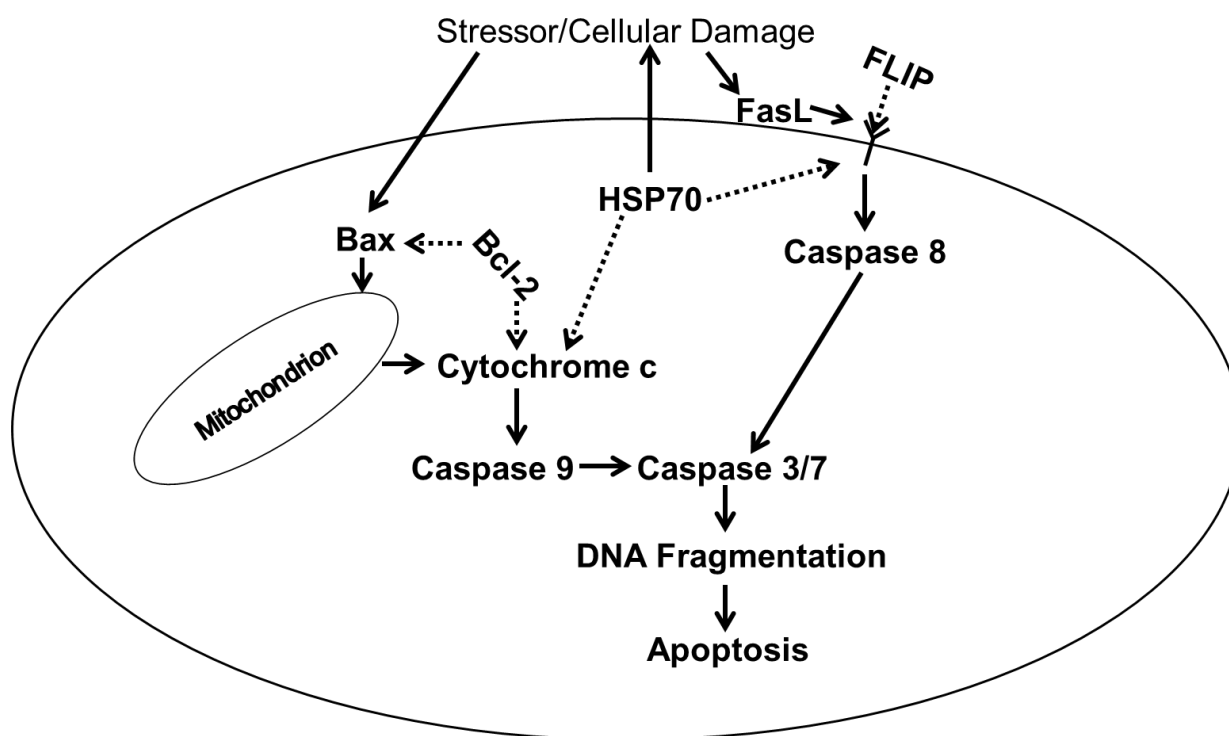 Stressor/Cellular Damage
FLIP
FasL
HSP70
Caspase 8
Bax
Bcl-2
Mitochondrion
Cytochrome c
Caspase 9
Caspase 3/7
DNA Fragmentation
Apoptosis